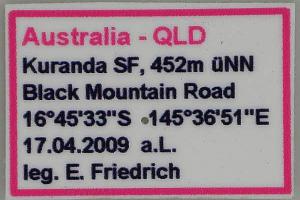 Australia - QLD
Kuranda SF, 452m üNN
Black Mountain Road
16°45'33"S 145°36'51"E
17.04.2009 a.L.
leg. E. Friedrich